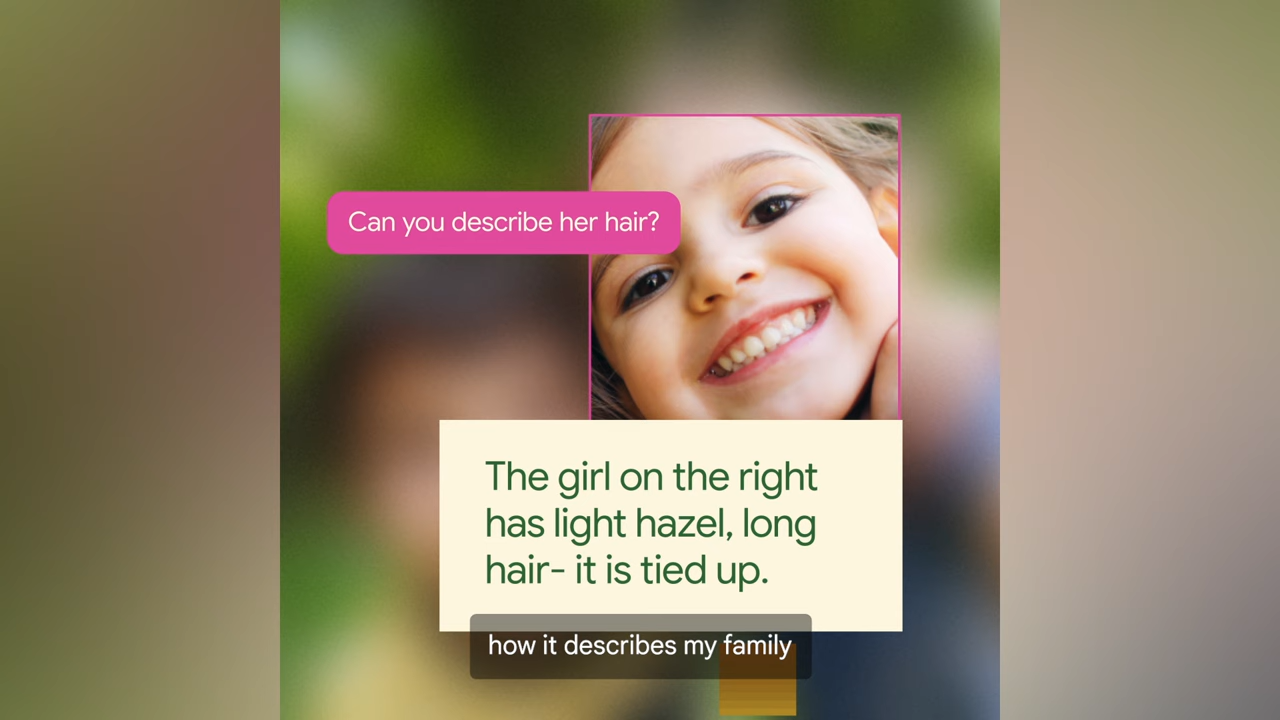 Can you describe her hair?
The girl on the right
has light hazel, long
hair- it is tied up.
how it describes my family